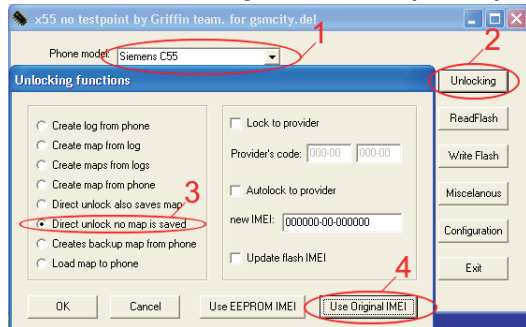 x55 no testpoint by Griffin team. for gsmcity.de!
1
2
Phone model: Siemens C55
Unlocking functions
Unlocking
Create log from phone
Create map from log
Create maps from logs
Create map from phone
Direct unlock also saves map
3
Direct unlock no map is saved
Creates backup map from phone
Load map to phone
Lock to provider
Provider's code: 000-00 000-00
Autolock to provider
new IMEI: 000000-00-000000
Update flash IMEI
4
OK
Cancel
Use EEPROM IMEI
Use Original IMEI
ReadFlash
Write Flash
Miscelanous
Configuration
Exit